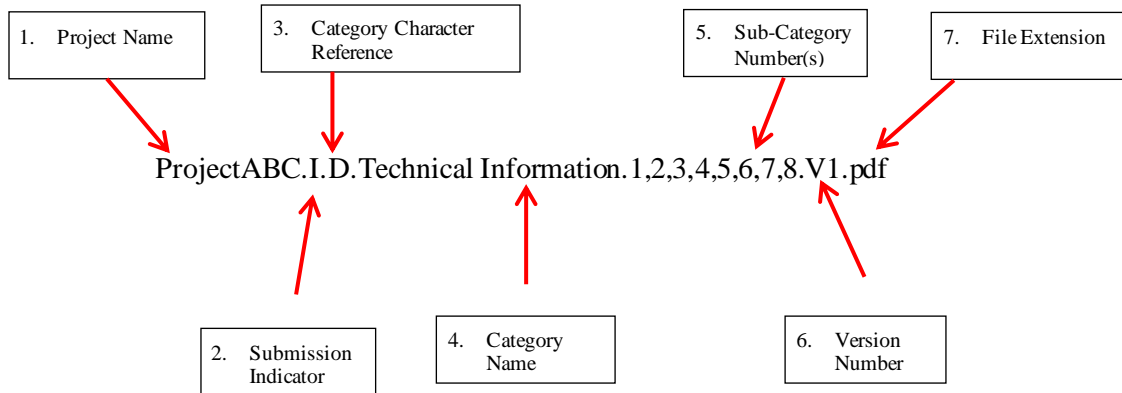 1. Project Name
3. Category Character
Reference
5. Sub-Category
Number(s)
7. File Extension
ProjectABC.I.D.Technical Information.1,2,3,4,5,6,7,8.V1.pdf
2. Submission
Indicator
4. Category
Name
6. Version
Number